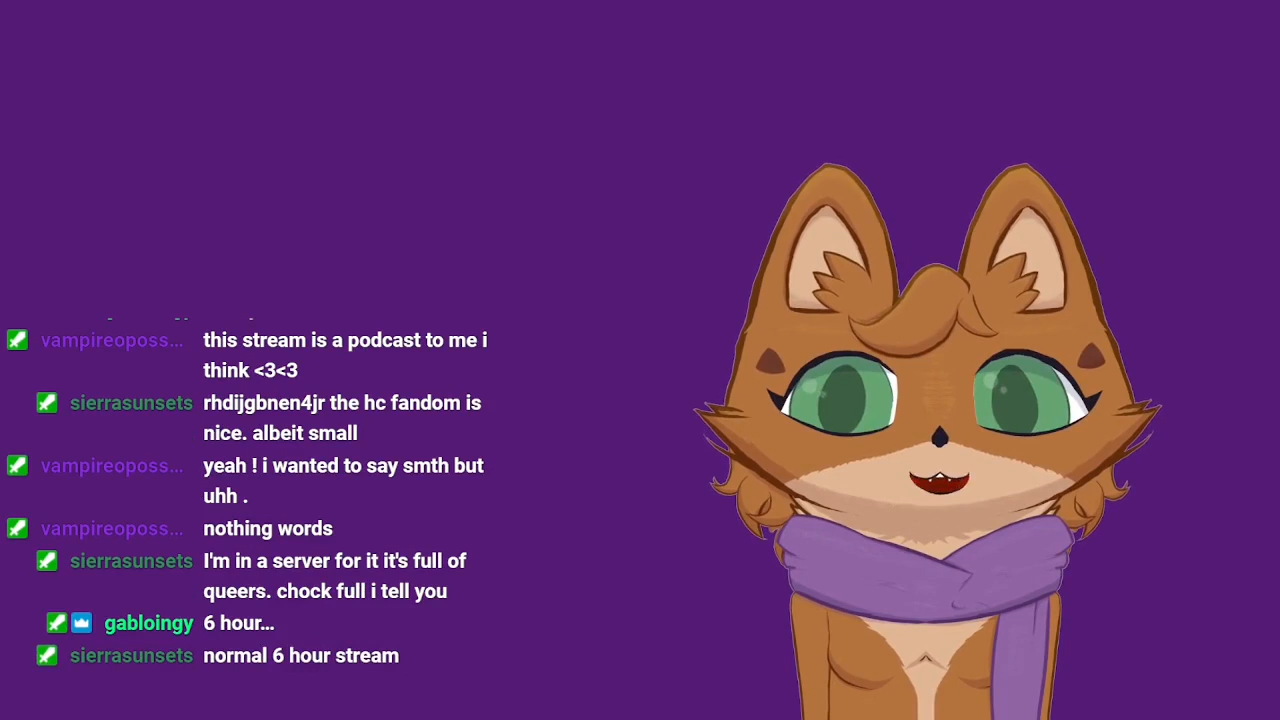 vampireoposs... this stream is a podcast to me i
think <3<3
sierrasunsets rhdijgbnen4jr the hc fandom is
nice. albeit small
vampireoposs... yeah ! i wanted to say smth but
uhh .
vampireoposs... nothing words
sierrasunsets I'm in a server for it it's full of
queers. chock full i tell you
gabloingy 6 hour...
sierrasunsets normal 6 hour stream